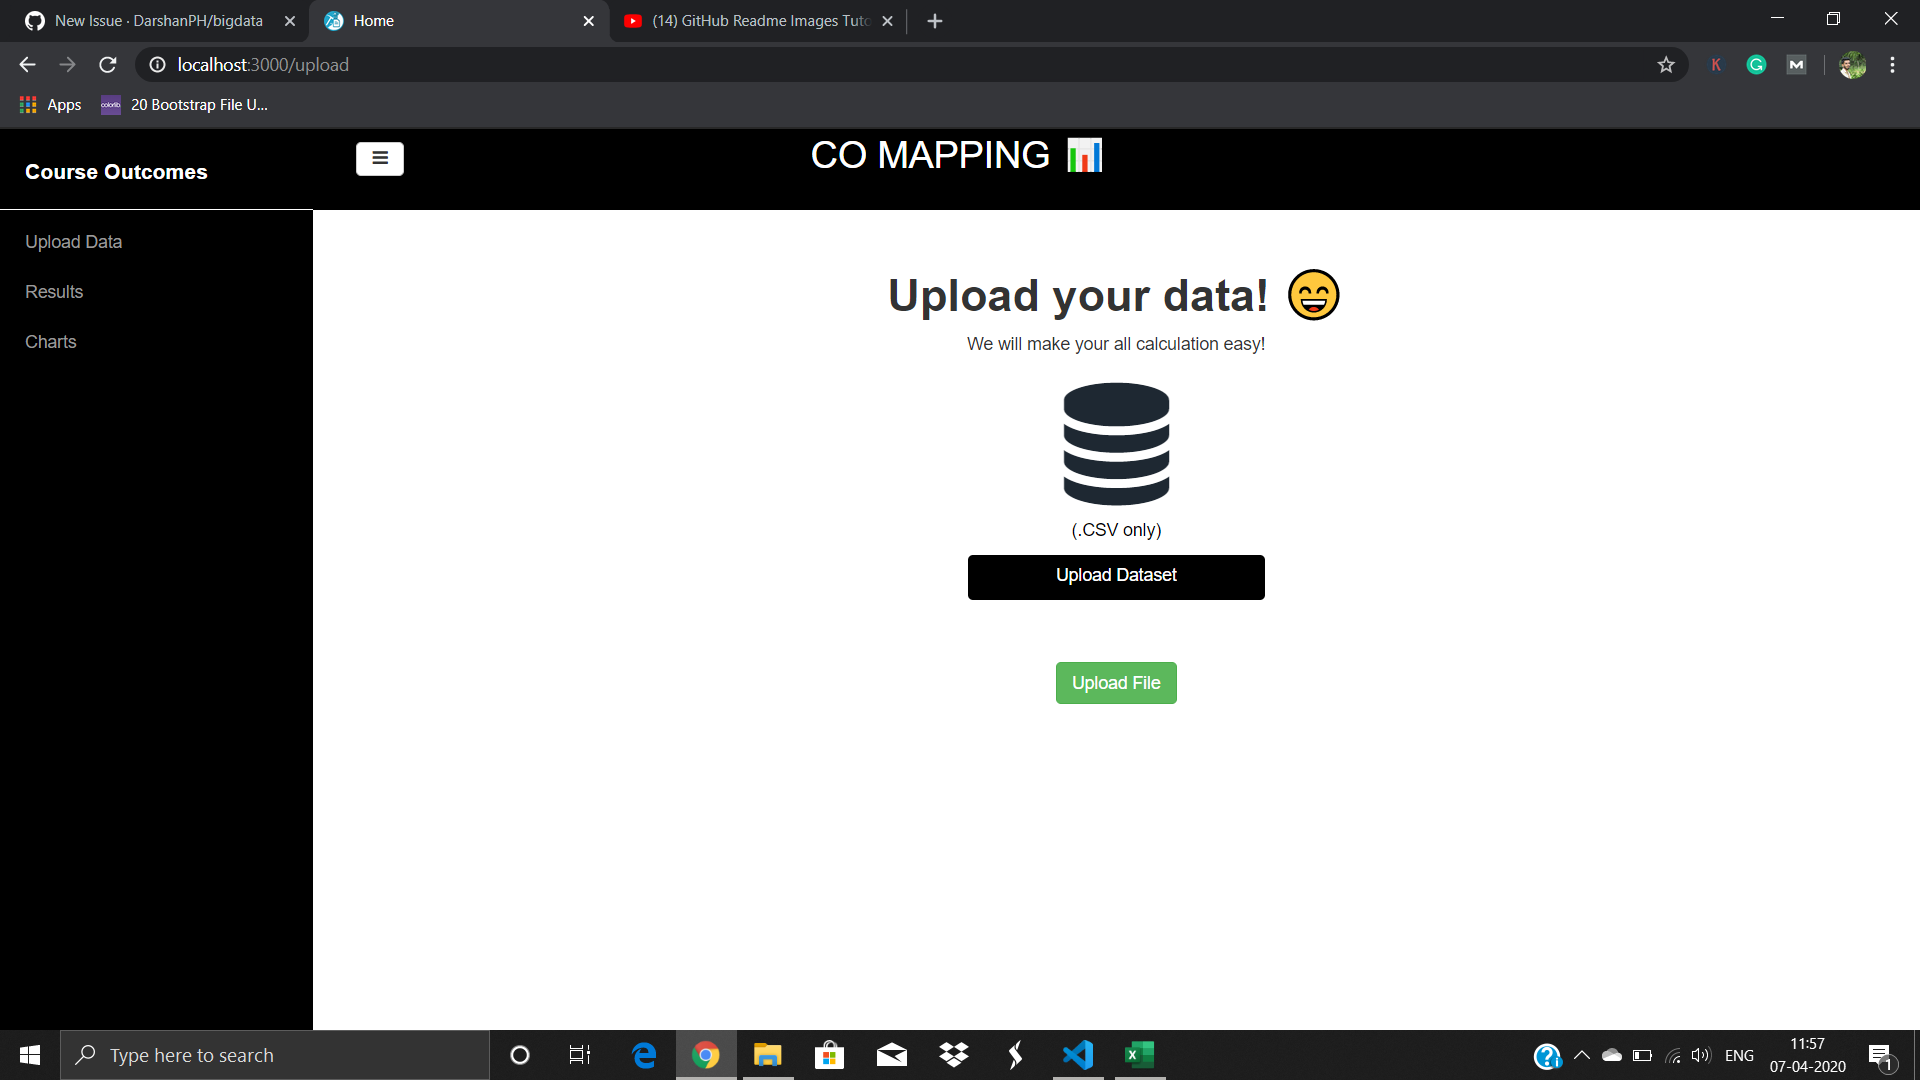 New Issue · DarshanPH/bigdata
Home
(14) GitHub Readme Images Tuto
localhost:3000/upload
Apps
colorlib
20 Bootstrap File U...
Course Outcomes
CO MAPPING 📊
Upload Data
Results
Charts
Upload your data! 😄
We will make your all calculation easy!
(.CSV only)
Upload Dataset
Upload File
Type here to search
ENG
11:57
07-04-2020
1